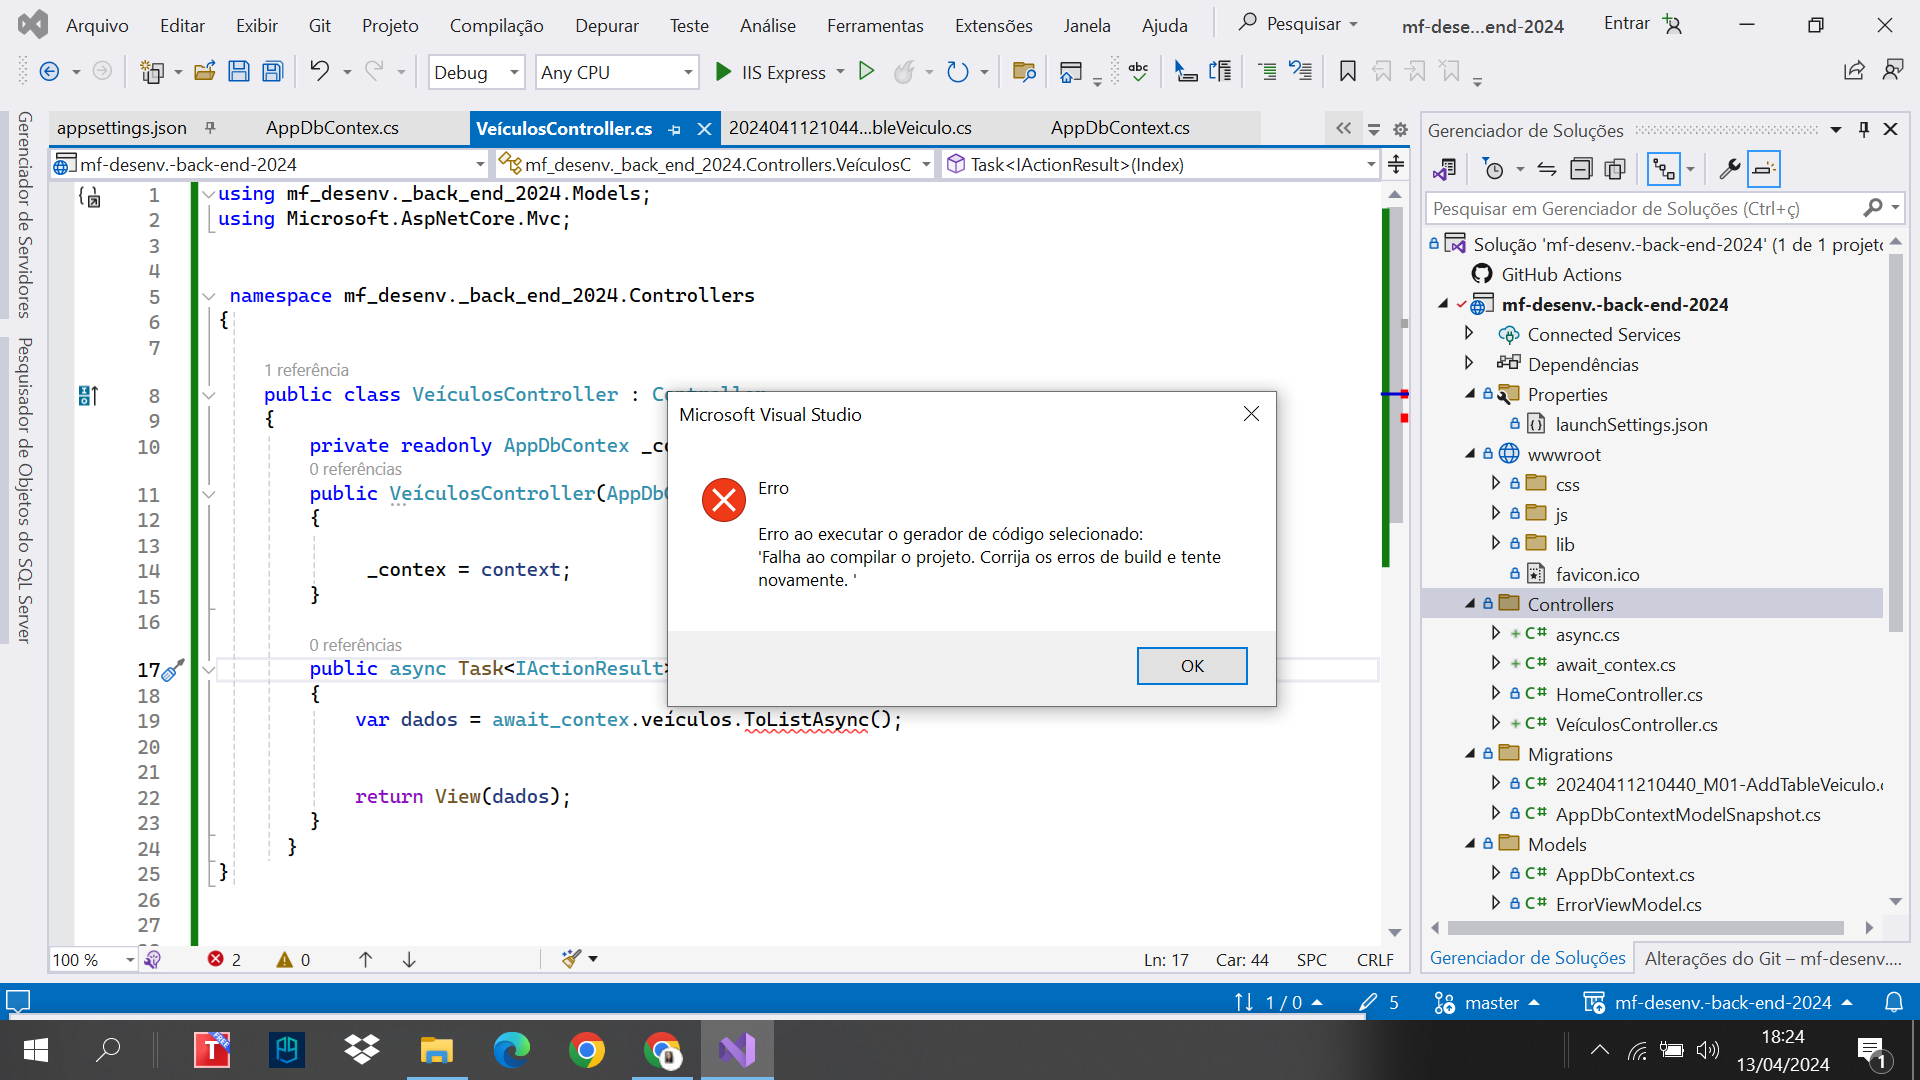 Arquivo Editar Exibir Git Projeto Compilação Depurar Teste Análise Ferramentas Extensões Janela Ajuda Pesquisar mf-dese...end-2024 Entrar
Debug Any CPU IIS Express abc
Gerenciador de Servidores
Pesquisador de Objetos do SQL Server
appsettings.json AppDbContex.cs VeículosController.cs 2024041121044...bleVeiculo.cs AppDbContext.cs
mf-desenv.-back-end-2024 mf_desenv._back_end_2024.Controllers.VeículosC Task<IActionResult>(Index)
1 using mf_desenv._back_end_2024.Models;
2 using Microsoft.AspNetCore.Mvc;
3
4
5 namespace mf_desenv._back_end_2024.Controllers
6 {
7
1 referência
8 public class VeículosController : Controller
9 {
10 private readonly AppDbContex _co
0 referências
11 public VeículosController(AppDbC
12 {
13
14 _contex = context;
15 }
16
0 referências
17 public async Task<IActionResult>
18 {
19 var dados = await_contex.veículos.ToListAsync();
20
21
22 return View(dados);
23 }
24 }
25 }
26
27
Microsoft Visual Studio
Erro
Erro ao executar o gerador de código selecionado:
'Falha ao compilar o projeto. Corrija os erros de build e tente
novamente. '
OK
100 % 2 0 Ln: 17 Car: 44 SPC CRLF
Gerenciador de Soluções
Pesquisar em Gerenciador de Soluções (Ctrl+ç)
Solução 'mf-desenv.-back-end-2024' (1 de 1 projeto
GitHub Actions
mf-desenv.-back-end-2024
Connected Services
Dependências
Properties
launchSettings.json
wwwroot
css
js
lib
favicon.ico
Controllers
C# async.cs
C# await_contex.cs
C# HomeController.cs
C# VeículosController.cs
Migrations
C# 20240411210440_M01-AddTableVeiculo.c
C# AppDbContextModelSnapshot.cs
Models
C# AppDbContext.cs
C# ErrorViewModel.cs
Gerenciador de Soluções Alterações do Git – mf-desenv....
1 / 0 5 master mf-desenv.-back-end-2024
T FREE
18:24
13/04/2024
1